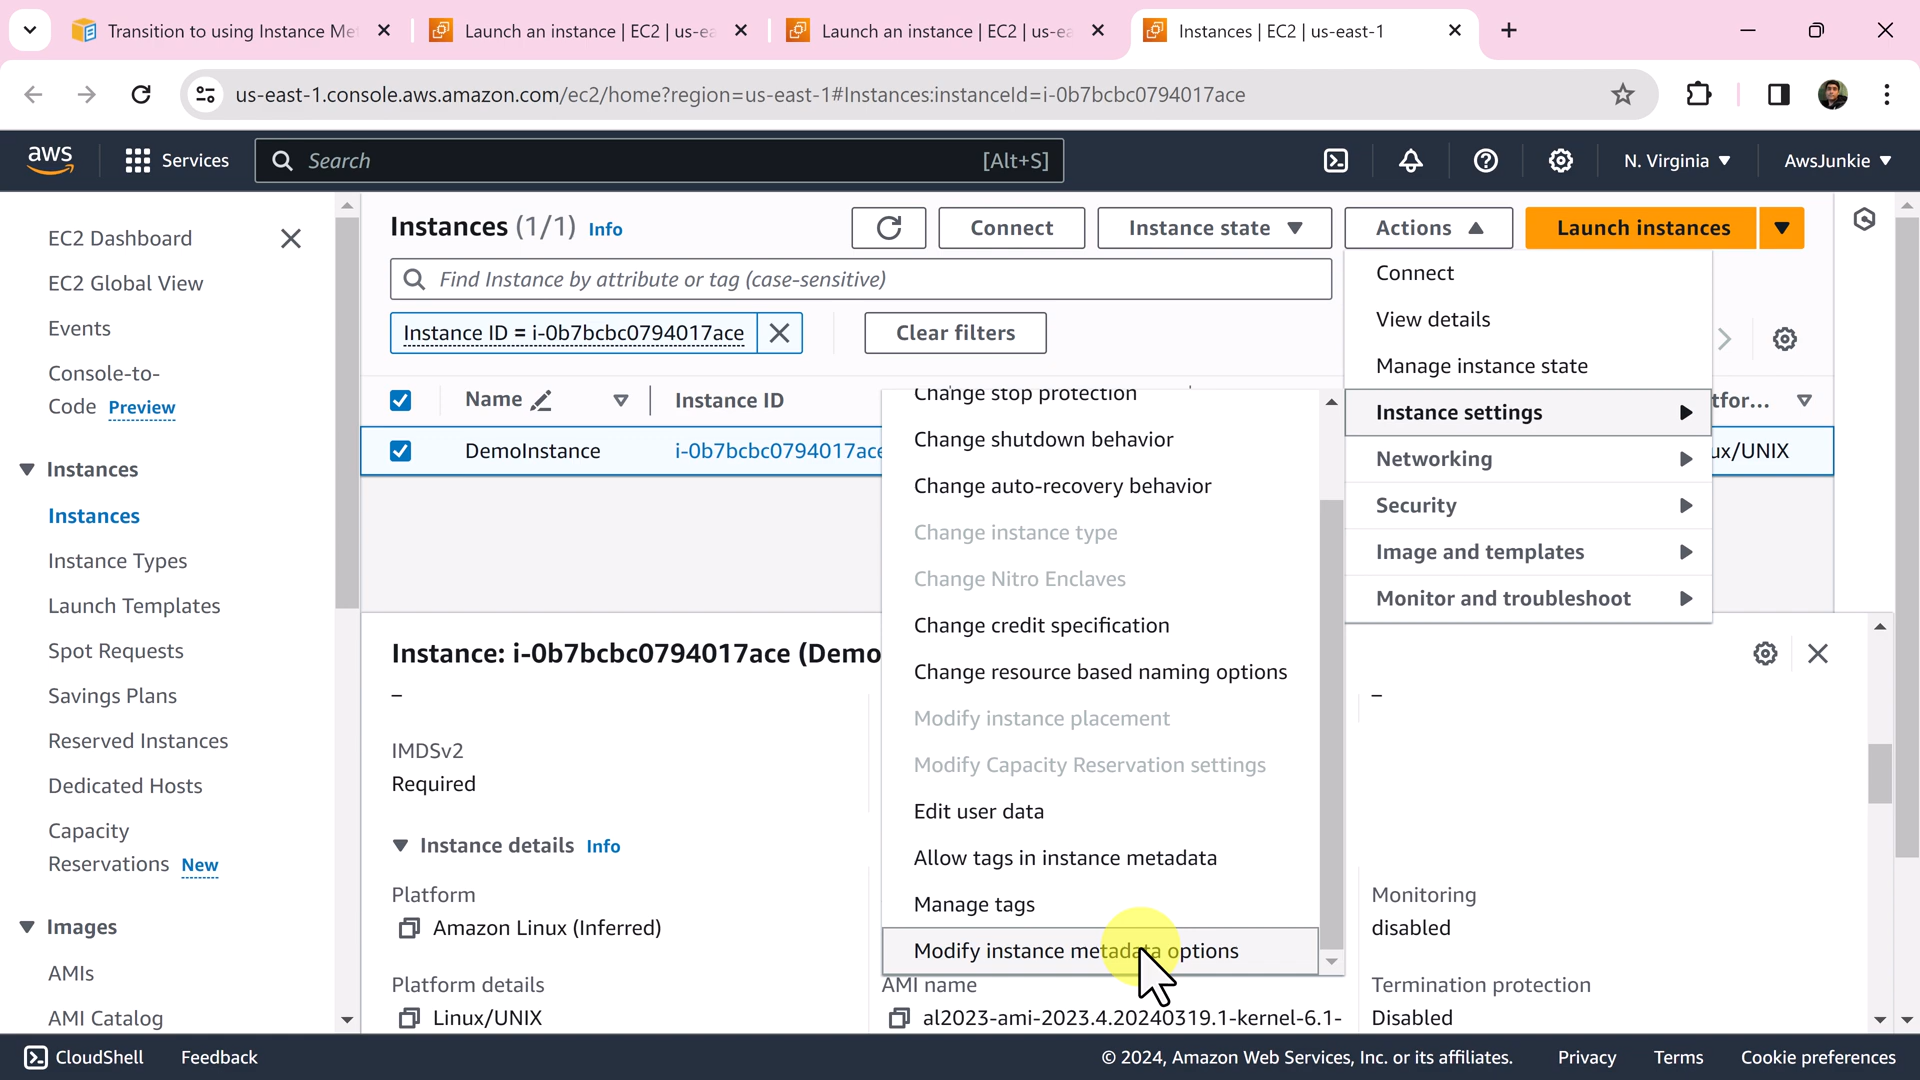 Transition to using Instance Me
Launch an instance | EC2 | us-ea
Launch an instance | EC2 | us-ea
Instances | EC2 | us-east-1
us-east-1.console.aws.amazon.com/ec2/home?region=us-east-1#Instances:instanceId=i-0b7bcbc0794017ace
aws
Services
Search
[Alt+S]
N. Virginia
AwsJunkie
EC2 Dashboard
EC2 Global View
Events
Console-to-
Code Preview
Instances
Instances
Instance Types
Launch Templates
Spot Requests
Savings Plans
Reserved Instances
Dedicated Hosts
Capacity
Reservations New
Images
AMIs
AMI Catalog
Instances (1/1) Info
Connect
Instance state
Actions
Launch instances
Find Instance by attribute or tag (case-sensitive)
Instance ID = i-0b7bcbc0794017ace
Clear filters
Name
Instance ID
tfor...
DemoInstance
i-0b7bcbc0794017ace
ux/UNIX
Connect
View details
Manage instance state
Instance settings
Networking
Security
Image and templates
Monitor and troubleshoot
Change stop protection
Change shutdown behavior
Change auto-recovery behavior
Change instance type
Change Nitro Enclaves
Change credit specification
Change resource based naming options
Modify instance placement
Modify Capacity Reservation settings
Edit user data
Allow tags in instance metadata
Manage tags
Modify instance metadata options
Instance: i-0b7bcbc0794017ace (Demo
–
–
IMDSv2
Required
Instance details Info
Platform
Amazon Linux (Inferred)
Platform details
Linux/UNIX
AMI name
al2023-ami-2023.4.20240319.1-kernel-6.1-
Monitoring
disabled
Termination protection
Disabled
CloudShell
Feedback
© 2024, Amazon Web Services, Inc. or its affiliates.
Privacy
Terms
Cookie preferences